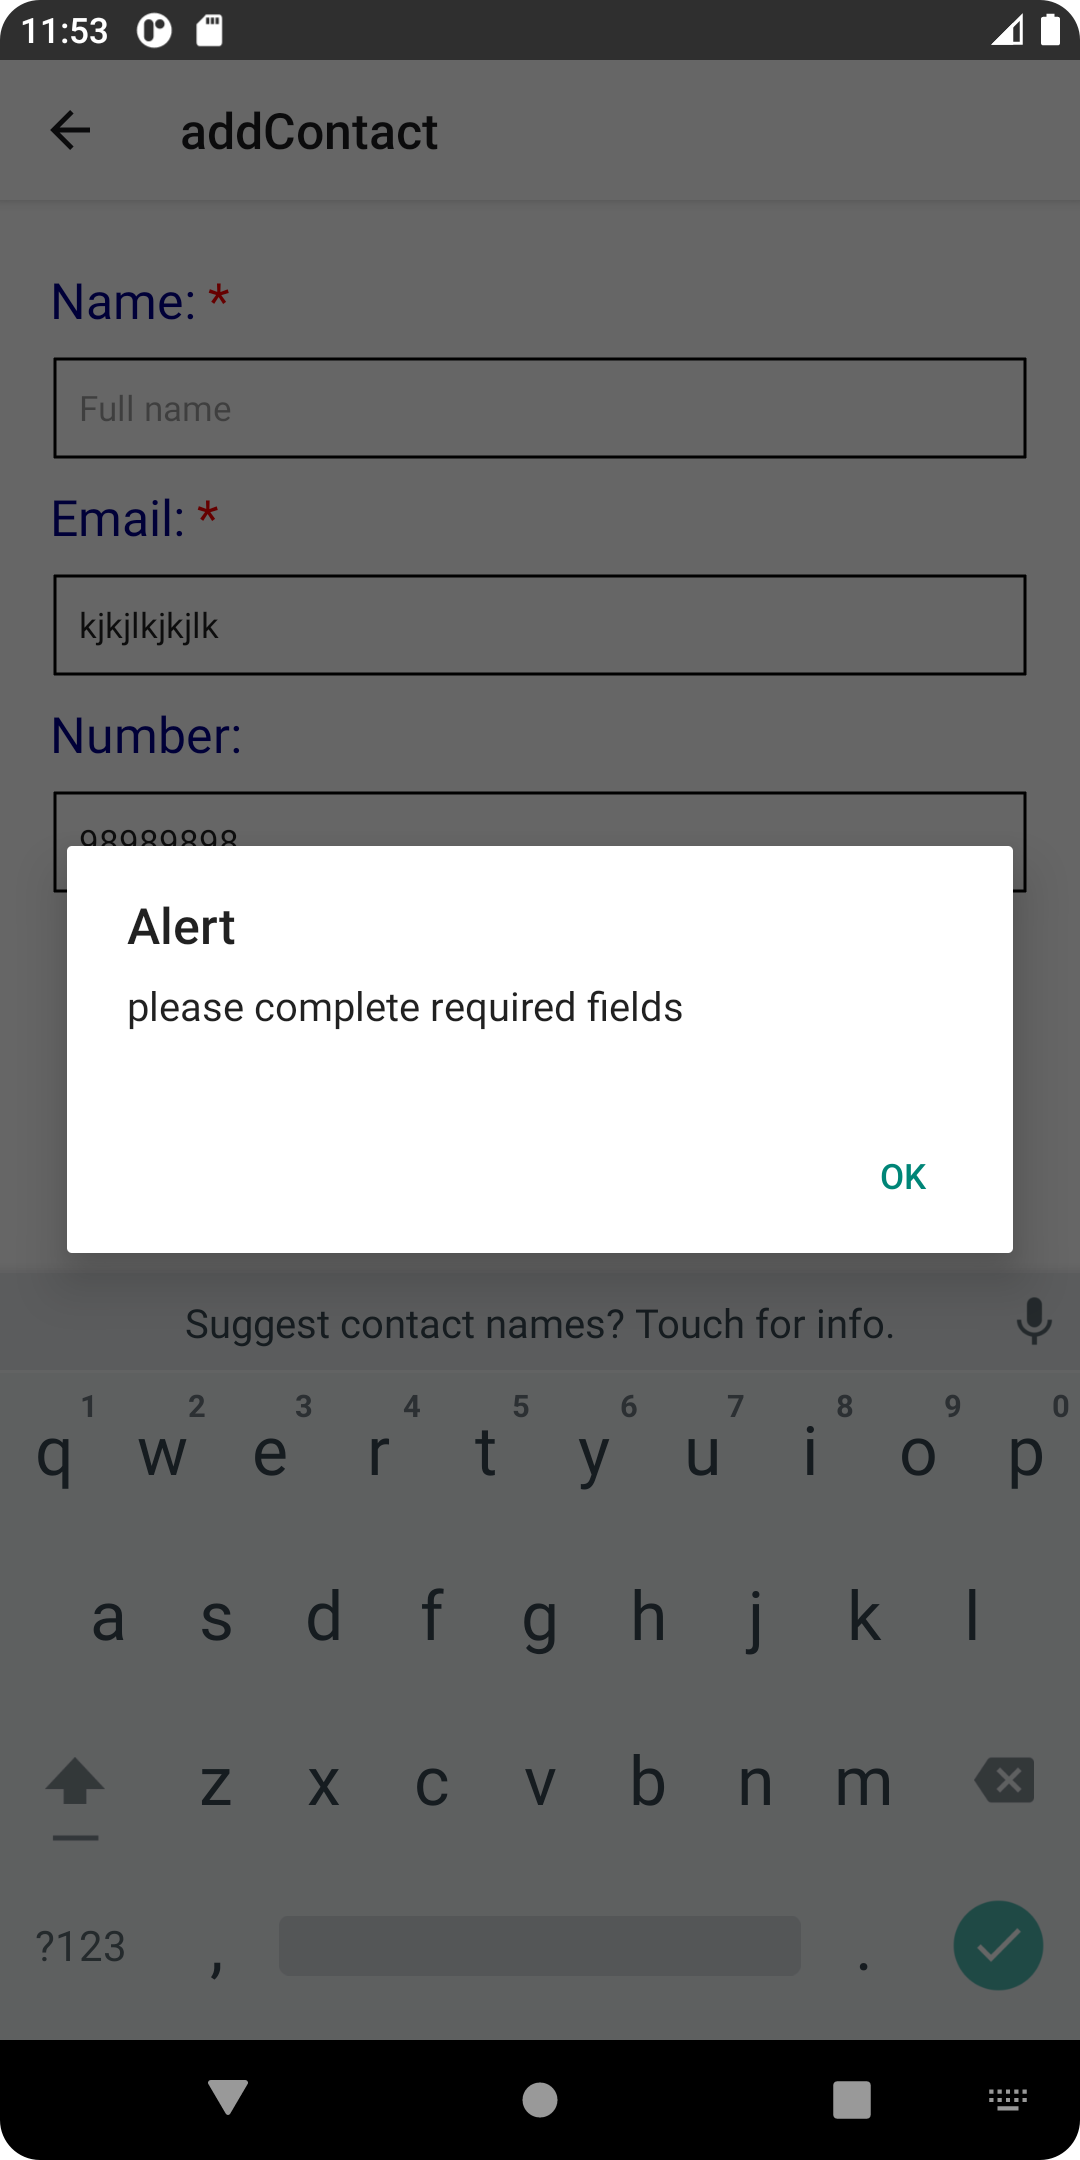 11:53
addContact
Name: *
Full name
Email: *
kjkjlkjkjlk
Number:
98989898
Alert
please complete required fields
OK
Suggest contact names? Touch for info.
1 2 3 4 5 6 7 8 9 0
q w e r t y u i o p
a s d f g h j k l
z x c v b n m
?123 , .